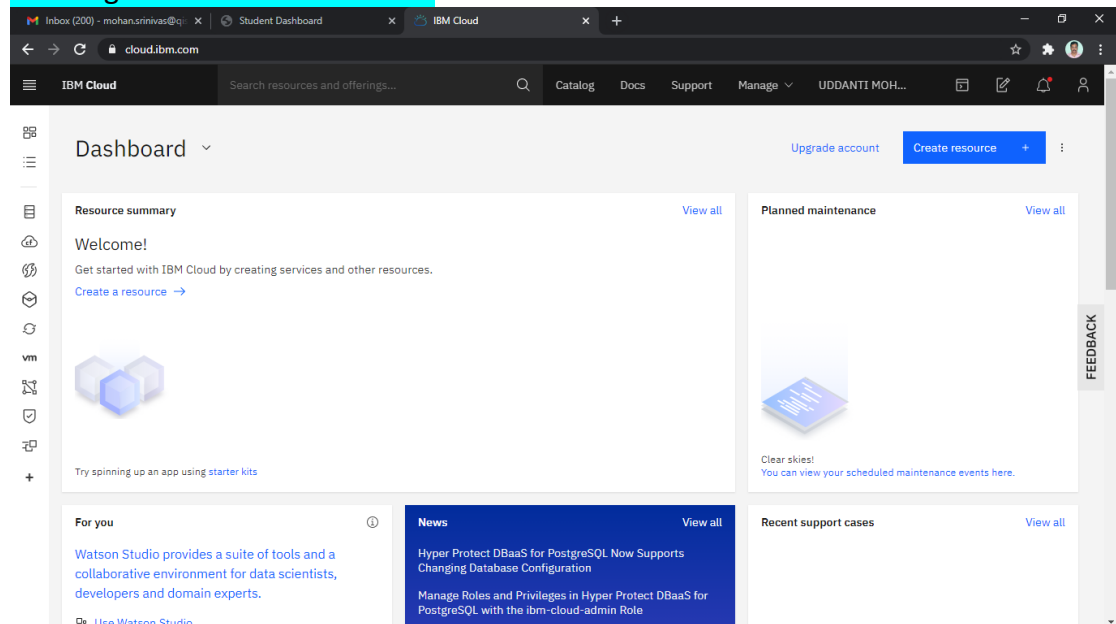 Inbox (200) - mohan.srinivas@qi
Student Dashboard
IBM Cloud
cloud.ibm.com
IBM Cloud
Search resources and offerings...
Catalog
Docs
Support
Manage
UDDANTI MOH...
Dashboard
Upgrade account
Create resource +
Resource summary
View all
Welcome!
Get started with IBM Cloud by creating services and other resources.
Create a resource →
Try spinning up an app using starter kits
Planned maintenance
View all
Clear skies!
You can view your scheduled maintenance events here.
vm
FEEDBACK
For you
Watson Studio provides a suite of tools and a
collaborative environment for data scientists,
developers and domain experts.
Use Watson Studio
News
View all
Hyper Protect DBaaS for PostgreSQL Now Supports
Changing Database Configuration
Manage Roles and Privileges in Hyper Protect DBaaS for
PostgreSQL with the ibm-cloud-admin Role
Recent support cases
View all